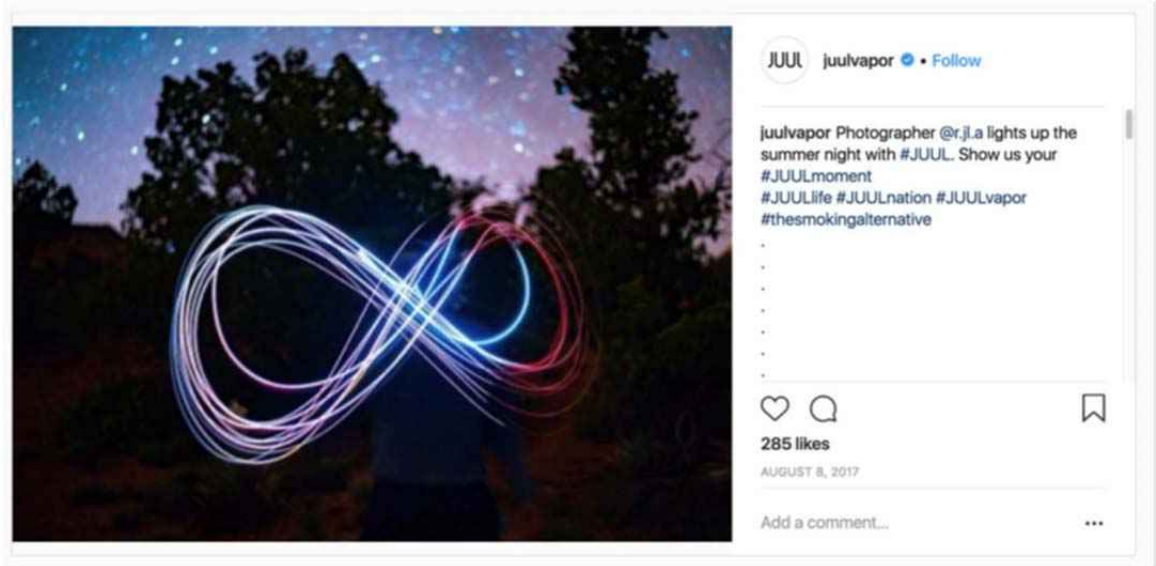 JUUL juulvapor • Follow
juulvapor Photographer @r.jl.a lights up the
summer night with #JUUL. Show us your
#JUULmoment
#JUULlife #JUULnation #JUULvapor
#thesmokingalternative
.
.
.
.
.
.
.
285 likes
AUGUST 8, 2017
Add a comment...